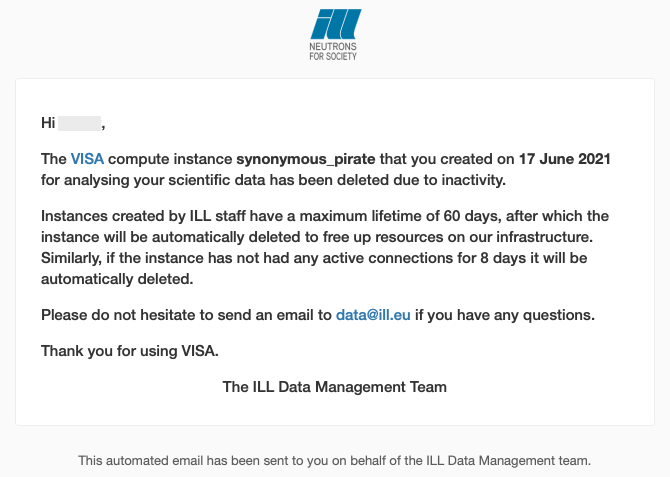 ill
NEUTRONS
FOR SOCIETY
Hi ,
The VISA compute instance synonymous_pirate that you created on 17 June 2021
for analysing your scientific data has been deleted due to inactivity.
Instances created by ILL staff have a maximum lifetime of 60 days, after which the
instance will be automatically deleted to free up resources on our infrastructure.
Similarly, if the instance has not had any active connections for 8 days it will be
automatically deleted.
Please do not hesitate to send an email to data@ill.eu if you have any questions.
Thank you for using VISA.
The ILL Data Management Team
This automated email has been sent to you on behalf of the ILL Data Management team.